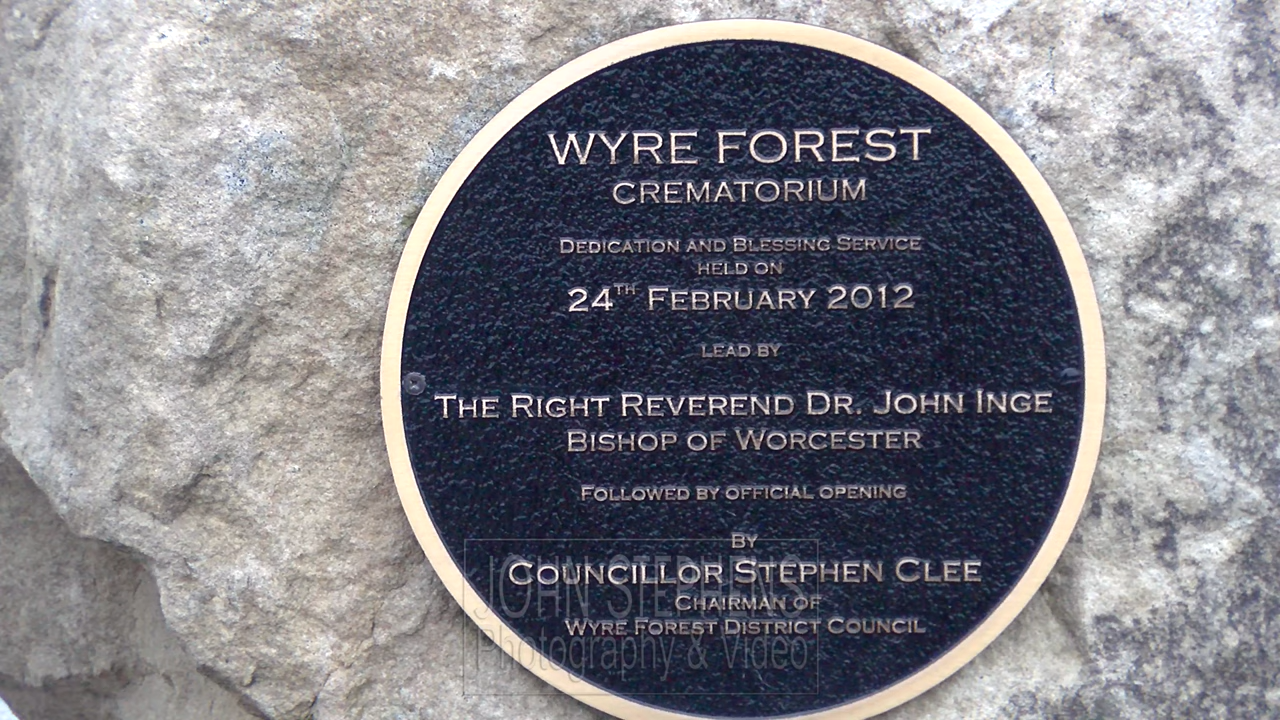 WYRE FOREST
CREMATORIUM
DEDICATION AND BLESSING SERVICE
HELD ON
24TH FEBRUARY 2012
LEAD BY
THE RIGHT REVEREND DR. JOHN INGE
BISHOP OF WORCESTER
FOLLOWED BY OFFICIAL OPENING
BY
COUNCILLOR STEPHEN CLEE
CHAIRMAN OF
WYRE FOREST DISTRICT COUNCIL
JOHN STEPHENS
Photography & Video